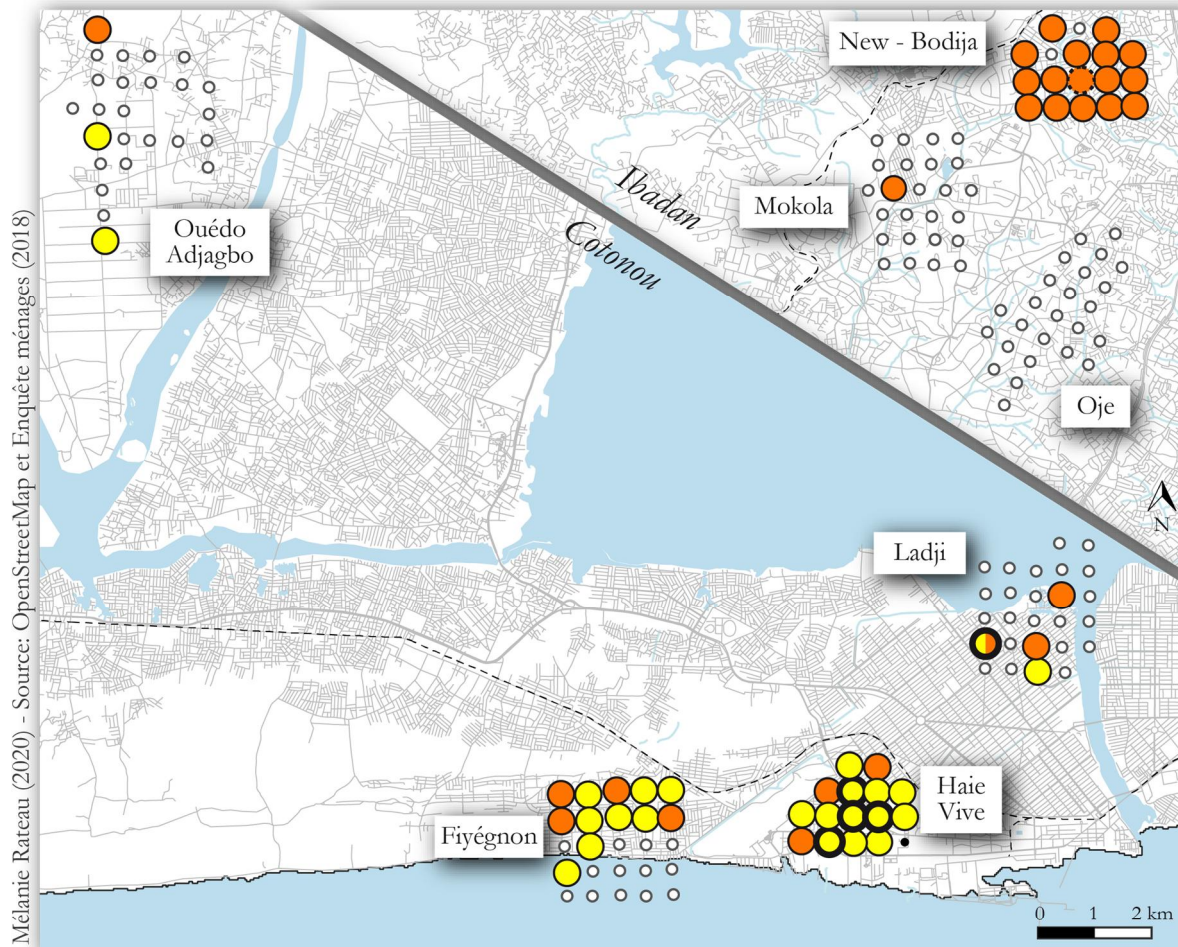 New - Bodija
Mokola
Ibadan
Cotonou
Ouédo
Adjagbo
Oje
N
Ladji
Haie
Vive
Fiyégnon
0 1 2 km
Mélanie Rateau (2020) - Source: OpenStreetMap et Enquête ménages (2018)